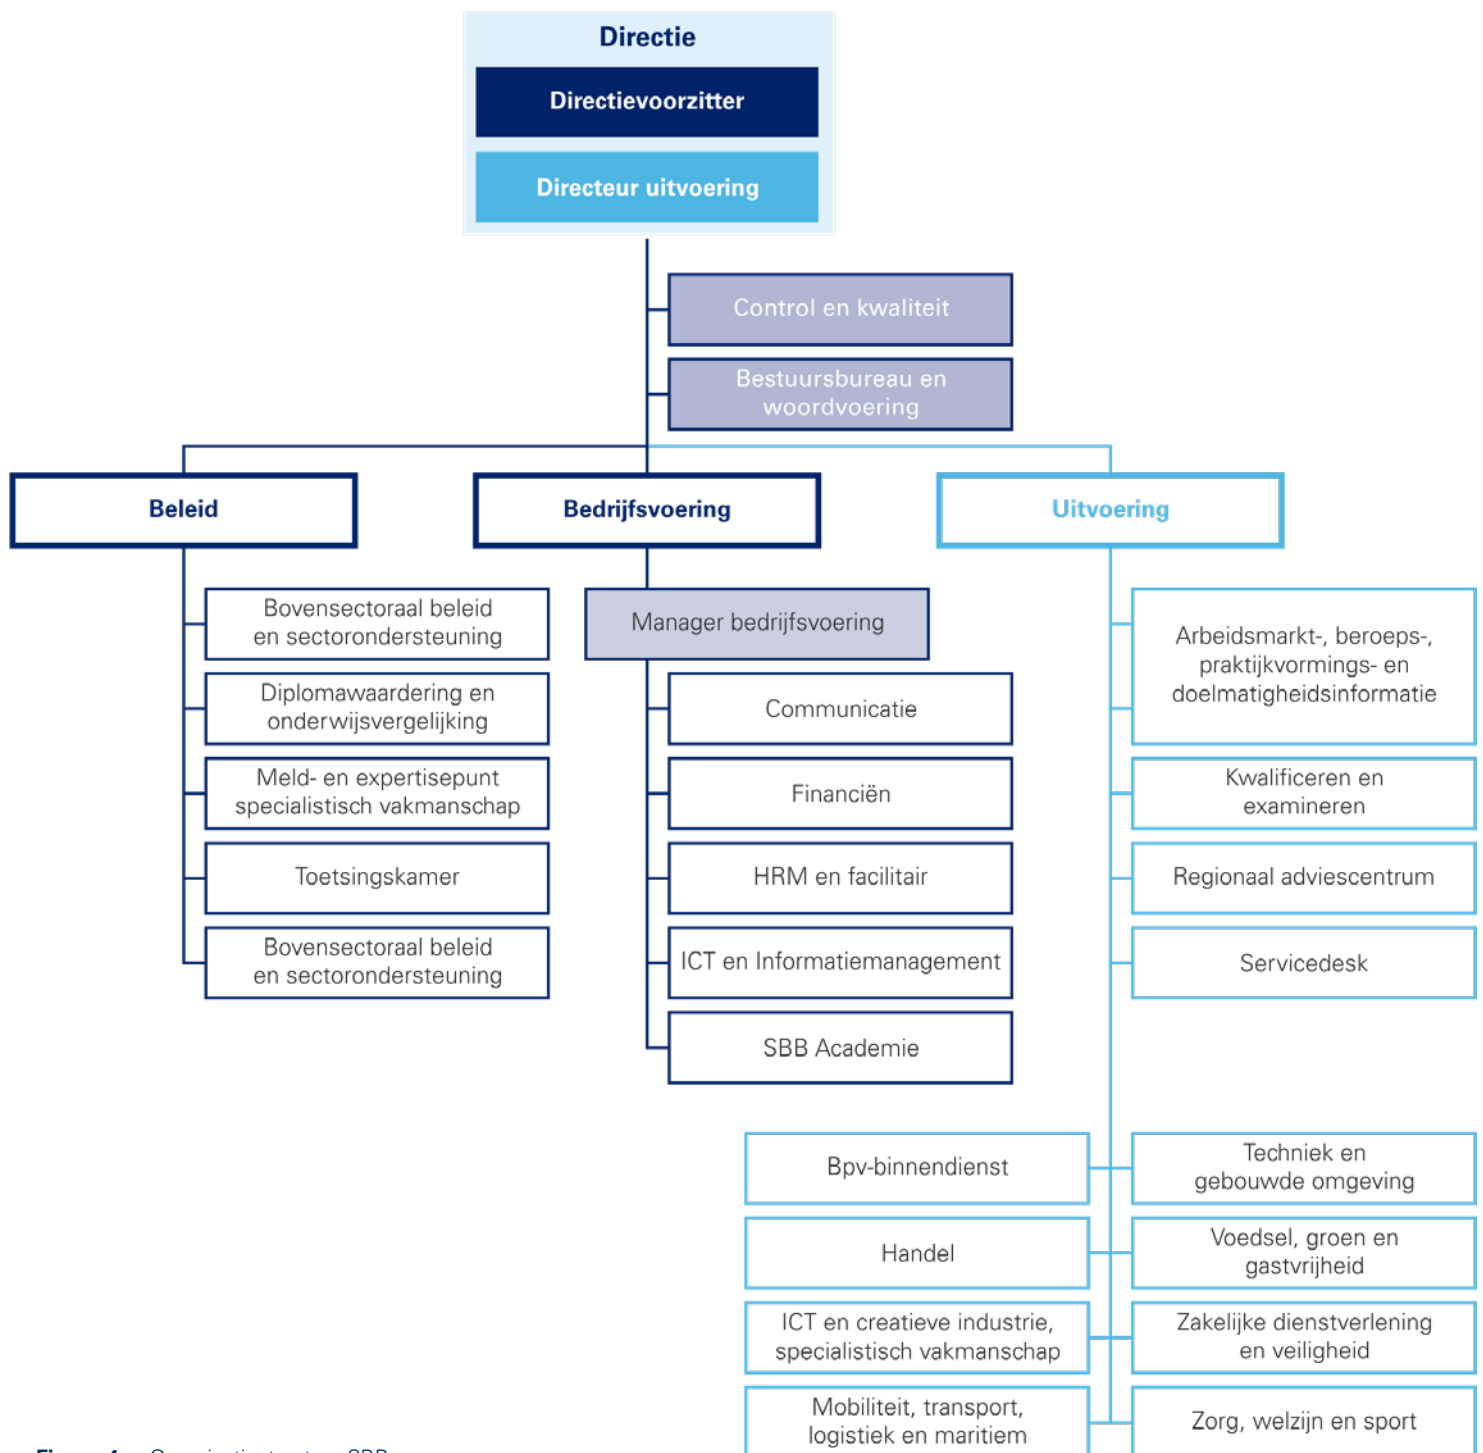 Directie
Directievoorzitter
Directeur uitvoering
Control en kwaliteit
Bestuursbureau en
woordvoering
Beleid
Bedrijfsvoering
Uitvoering
Bovensectoraal beleid
en sectorondersteuning
Diplomawaardering en
onderwijsvergelijking
Meld- en expertisepunt
specialistisch vakmanschap
Toetsingskamer
Bovensectoraal beleid
en sectorondersteuning
Manager bedrijfsvoering
Communicatie
Financiën
HRM en facilitair
ICT en Informatiemanagement
SBB Academie
Arbeidsmarkt-, beroeps-,
praktijkvormings- en
doelmatigheidsinformatie
Kwalificeren en
examineren
Regionaal adviescentrum
Servicedesk
Bpv-binnendienst
Techniek en
gebouwde omgeving
Handel
Voedsel, groen en
gastvrijheid
ICT en creatieve industrie,
specialistisch vakmanschap
Zakelijke dienstverlening
en veiligheid
Mobiliteit, transport,
logistiek en maritiem
Zorg, welzijn en sport